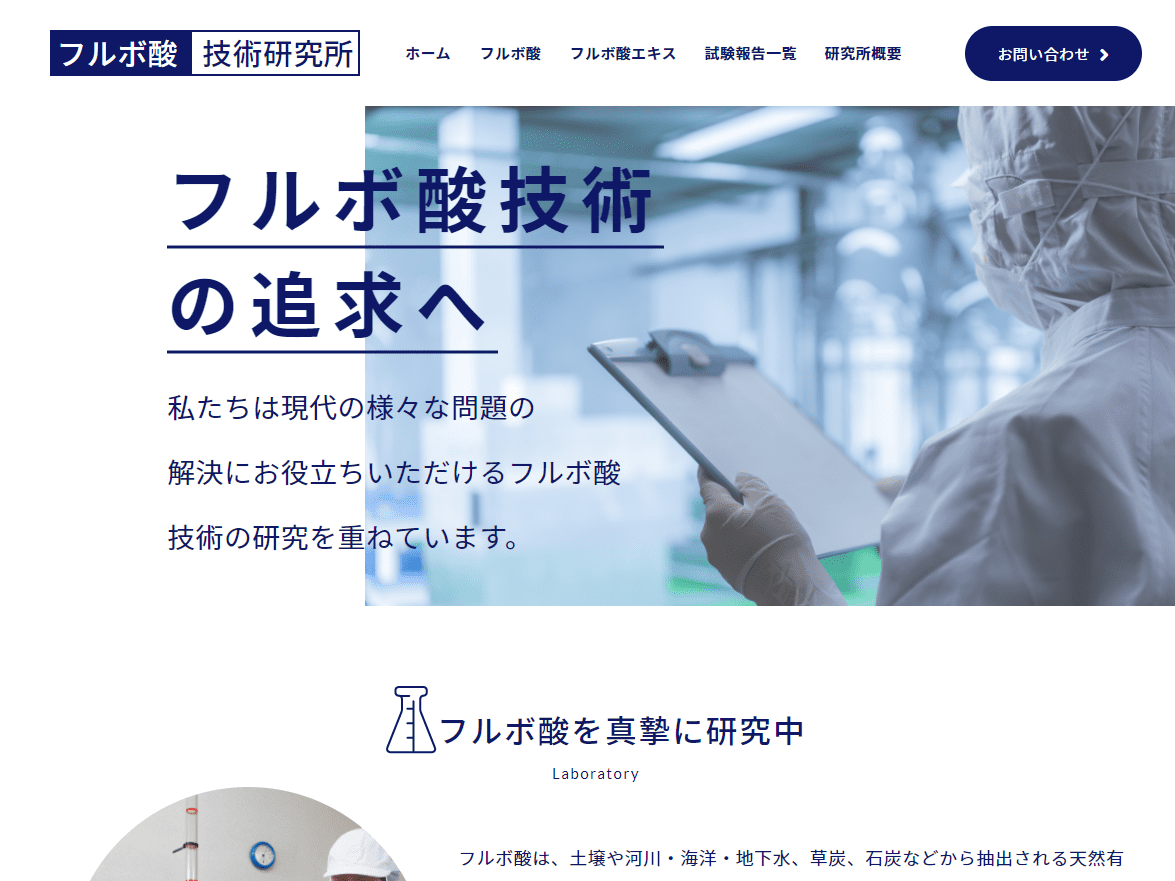 フルボ酸 技術研究所
ホーム フルボ酸 フルボ酸エキス 試験報告一覧 研究所概要 お問い合わせ
フルボ酸技術
の追求へ
私たちは現代の様々な問題の
解決にお役立ちいただけるフルボ酸
技術の研究を重ねています。
フルボ酸を真摯に研究中
Laboratory
フルボ酸は、土壌や河川・海洋・地下水、草炭、石炭などから抽出される天然有